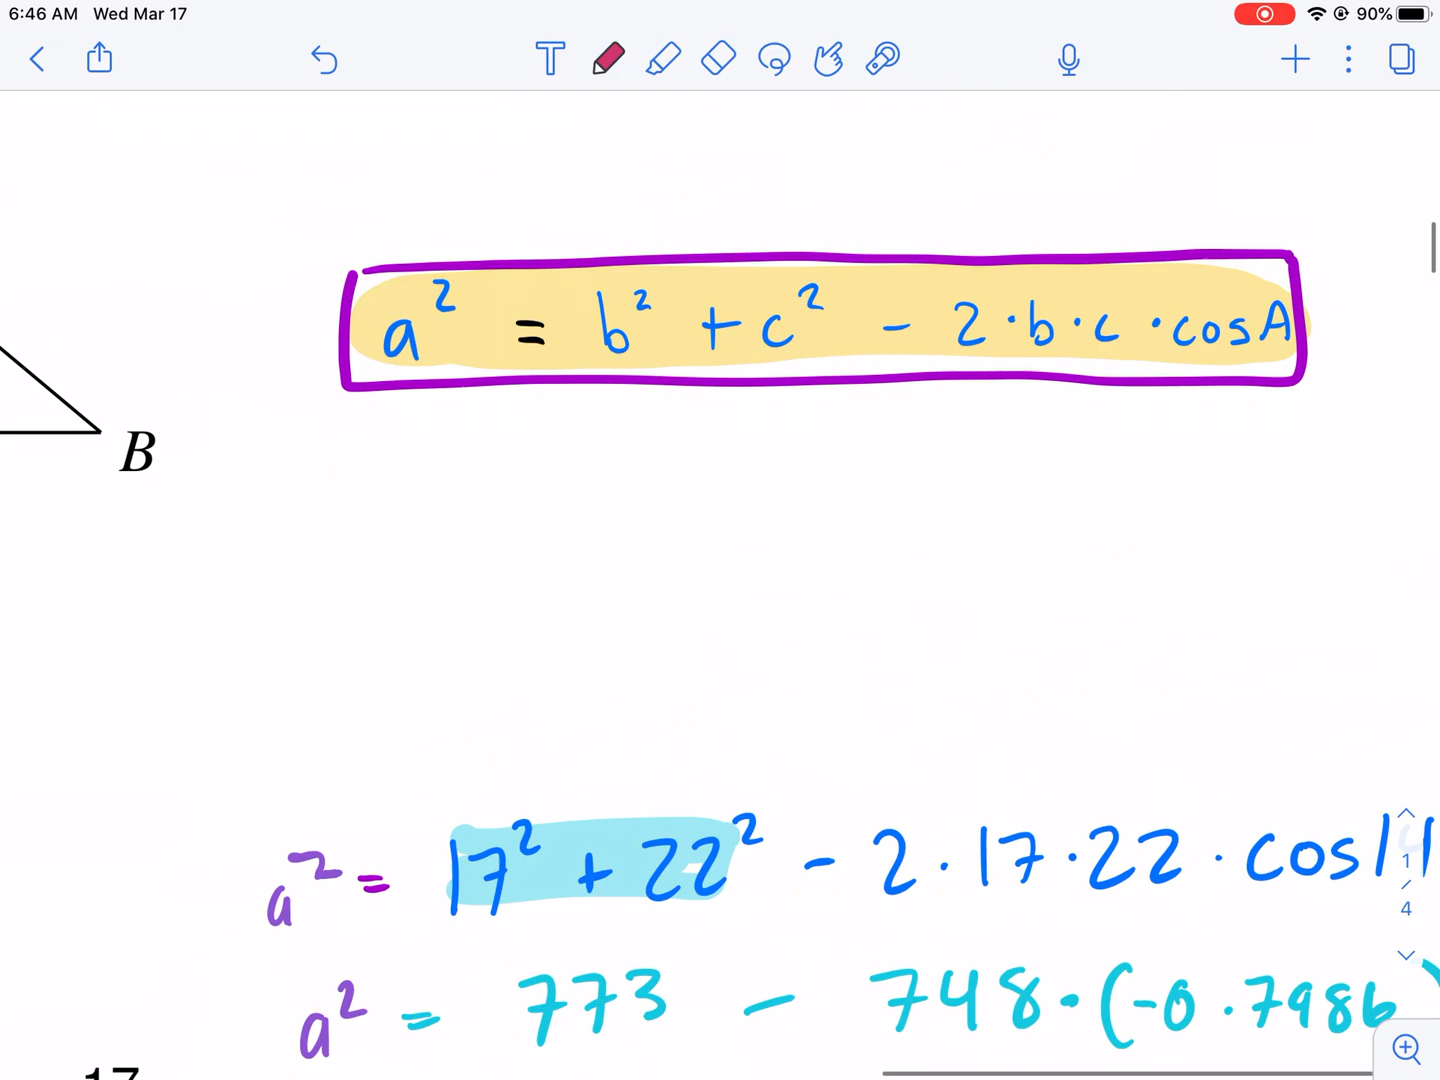 6:46 AM Wed Mar 17 90%
T
a² = b² + c² - 2·b·c·cosA
B
a² = 17² + 22² - 2·17·22·cos
1
/
4
a² = 773 - 748·(-0.7986)
17